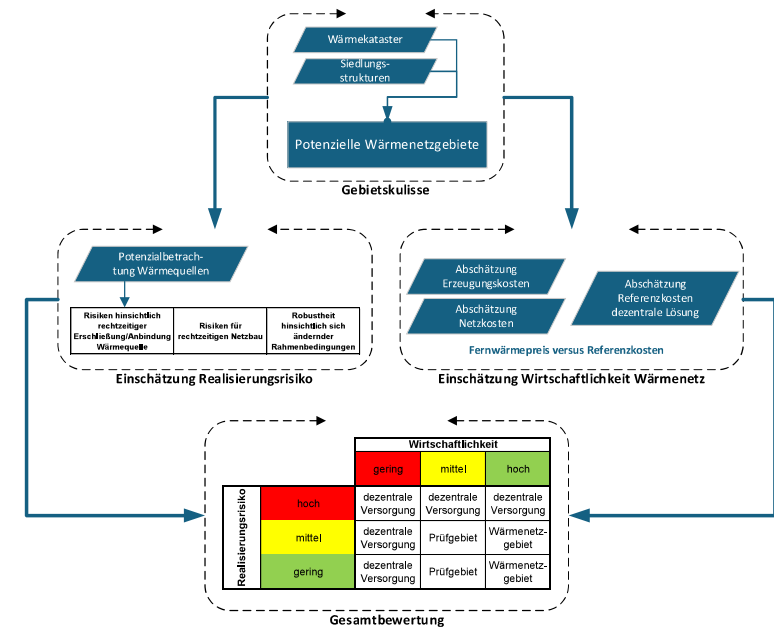 Wärmekataster
Siedlungs-
strukturen
Potenzielle Wärmenetzgebiete
Gebietskulisse
Potenzialbetrach-
tung Wärmequellen
Risiken hinsichtlich
rechtzeitiger
Erschließung/Anbindung
Wärmequelle
Risiken für
rechtzeitigen Netzbau
Robustheit
hinsichtlich sich
ändernder
Rahmenbedingungen
Einschätzung Realisierungsrisiko
Abschätzung
Erzeugungskosten
Abschätzung
Netzkosten
Abschätzung
Referenzkosten
dezentrale Lösung
Fernwärmepreis versus Referenzkosten
Einschätzung Wirtschaftlichkeit Wärmenetz
Wirtschaftlichkeit
gering mittel hoch
Realisierungsrisiko
hoch
dezentrale
Versorgung
dezentrale
Versorgung
dezentrale
Versorgung
mittel
dezentrale
Versorgung
Prüfgebiet
Wärmenetz-
gebiet
gering
dezentrale
Versorgung
Prüfgebiet
Wärmenetz-
gebiet
Gesamtbewertung